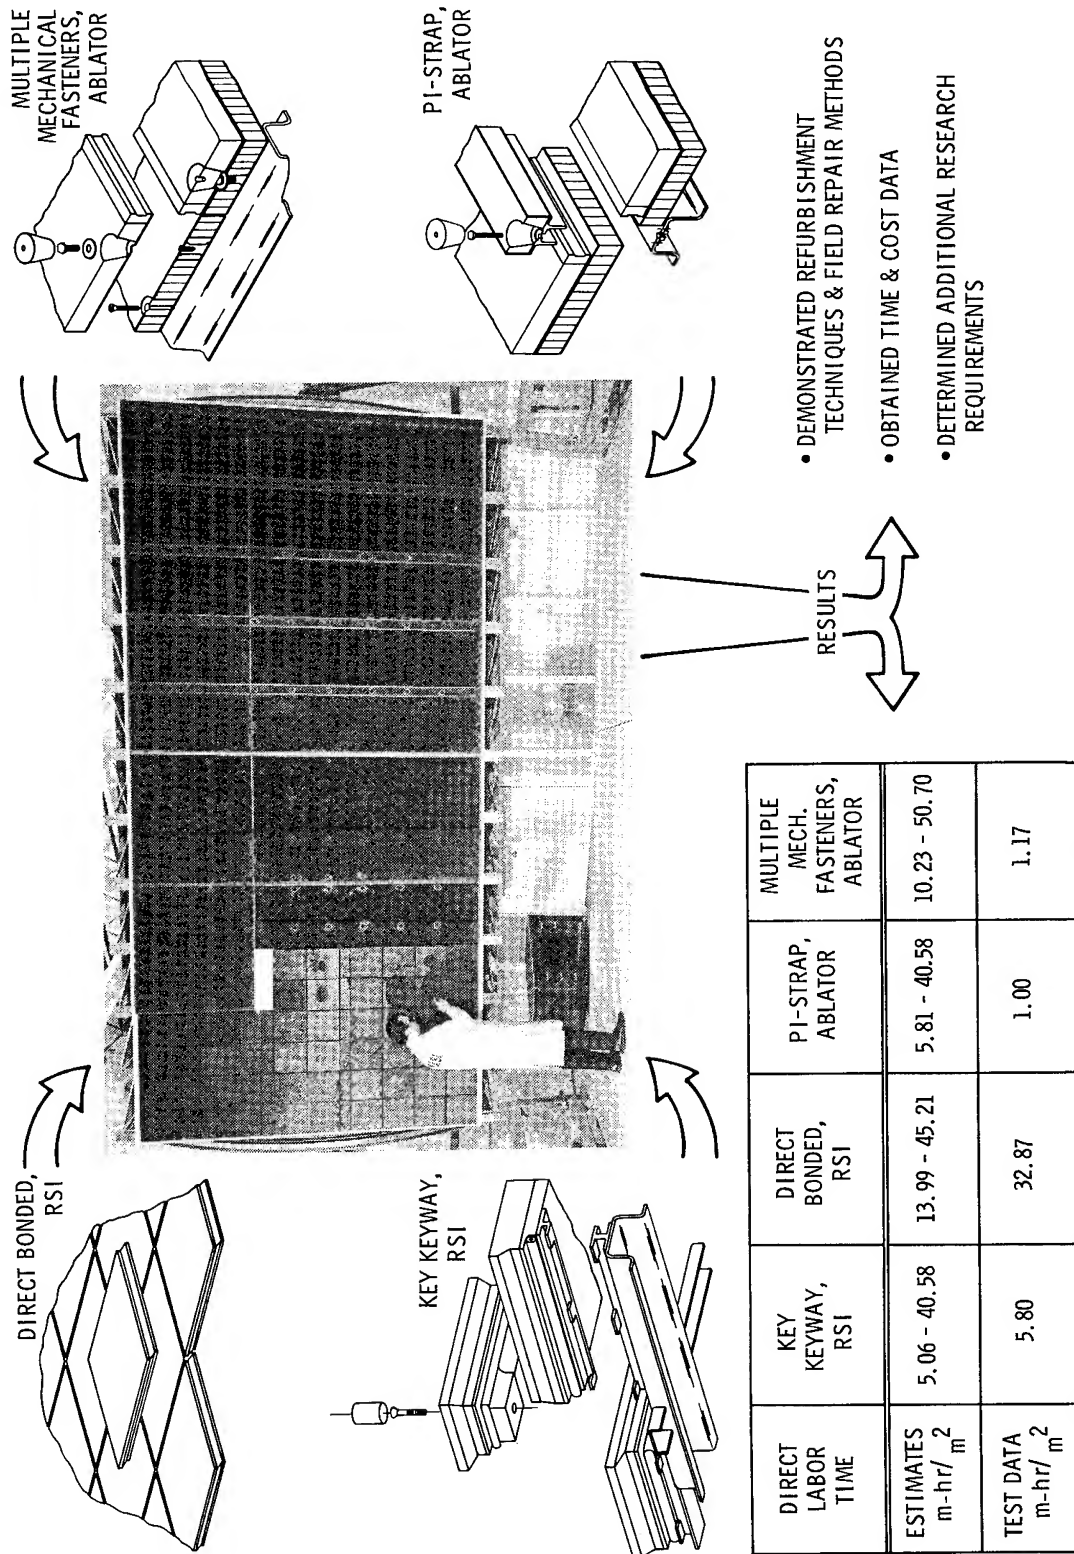 DIRECT BONDED,
RSI
MULTIPLE
MECHANICAL
FASTENERS,
ABLATOR
KEY KEYWAY,
RSI
PI-STRAP,
ABLATOR
RESULTS
DIRECT
LABOR
TIME
KEY
KEYWAY,
RSI
DIRECT
BONDED,
RSI
PI-STRAP,
ABLATOR
MULTIPLE
MECH.
FASTENERS,
ABLATOR
ESTIMATES
m-hr/m²
5.06 - 40.58
13.99 - 45.21
5.81 - 40.58
10.23 - 50.70
TEST DATA
m-hr/m²
5.80
32.87
1.00
1.17
• DEMONSTRATED REFURBISHMENT
TECHNIQUES & FIELD REPAIR METHODS
• OBTAINED TIME & COST DATA
• DETERMINED ADDITIONAL RESEARCH
REQUIREMENTS